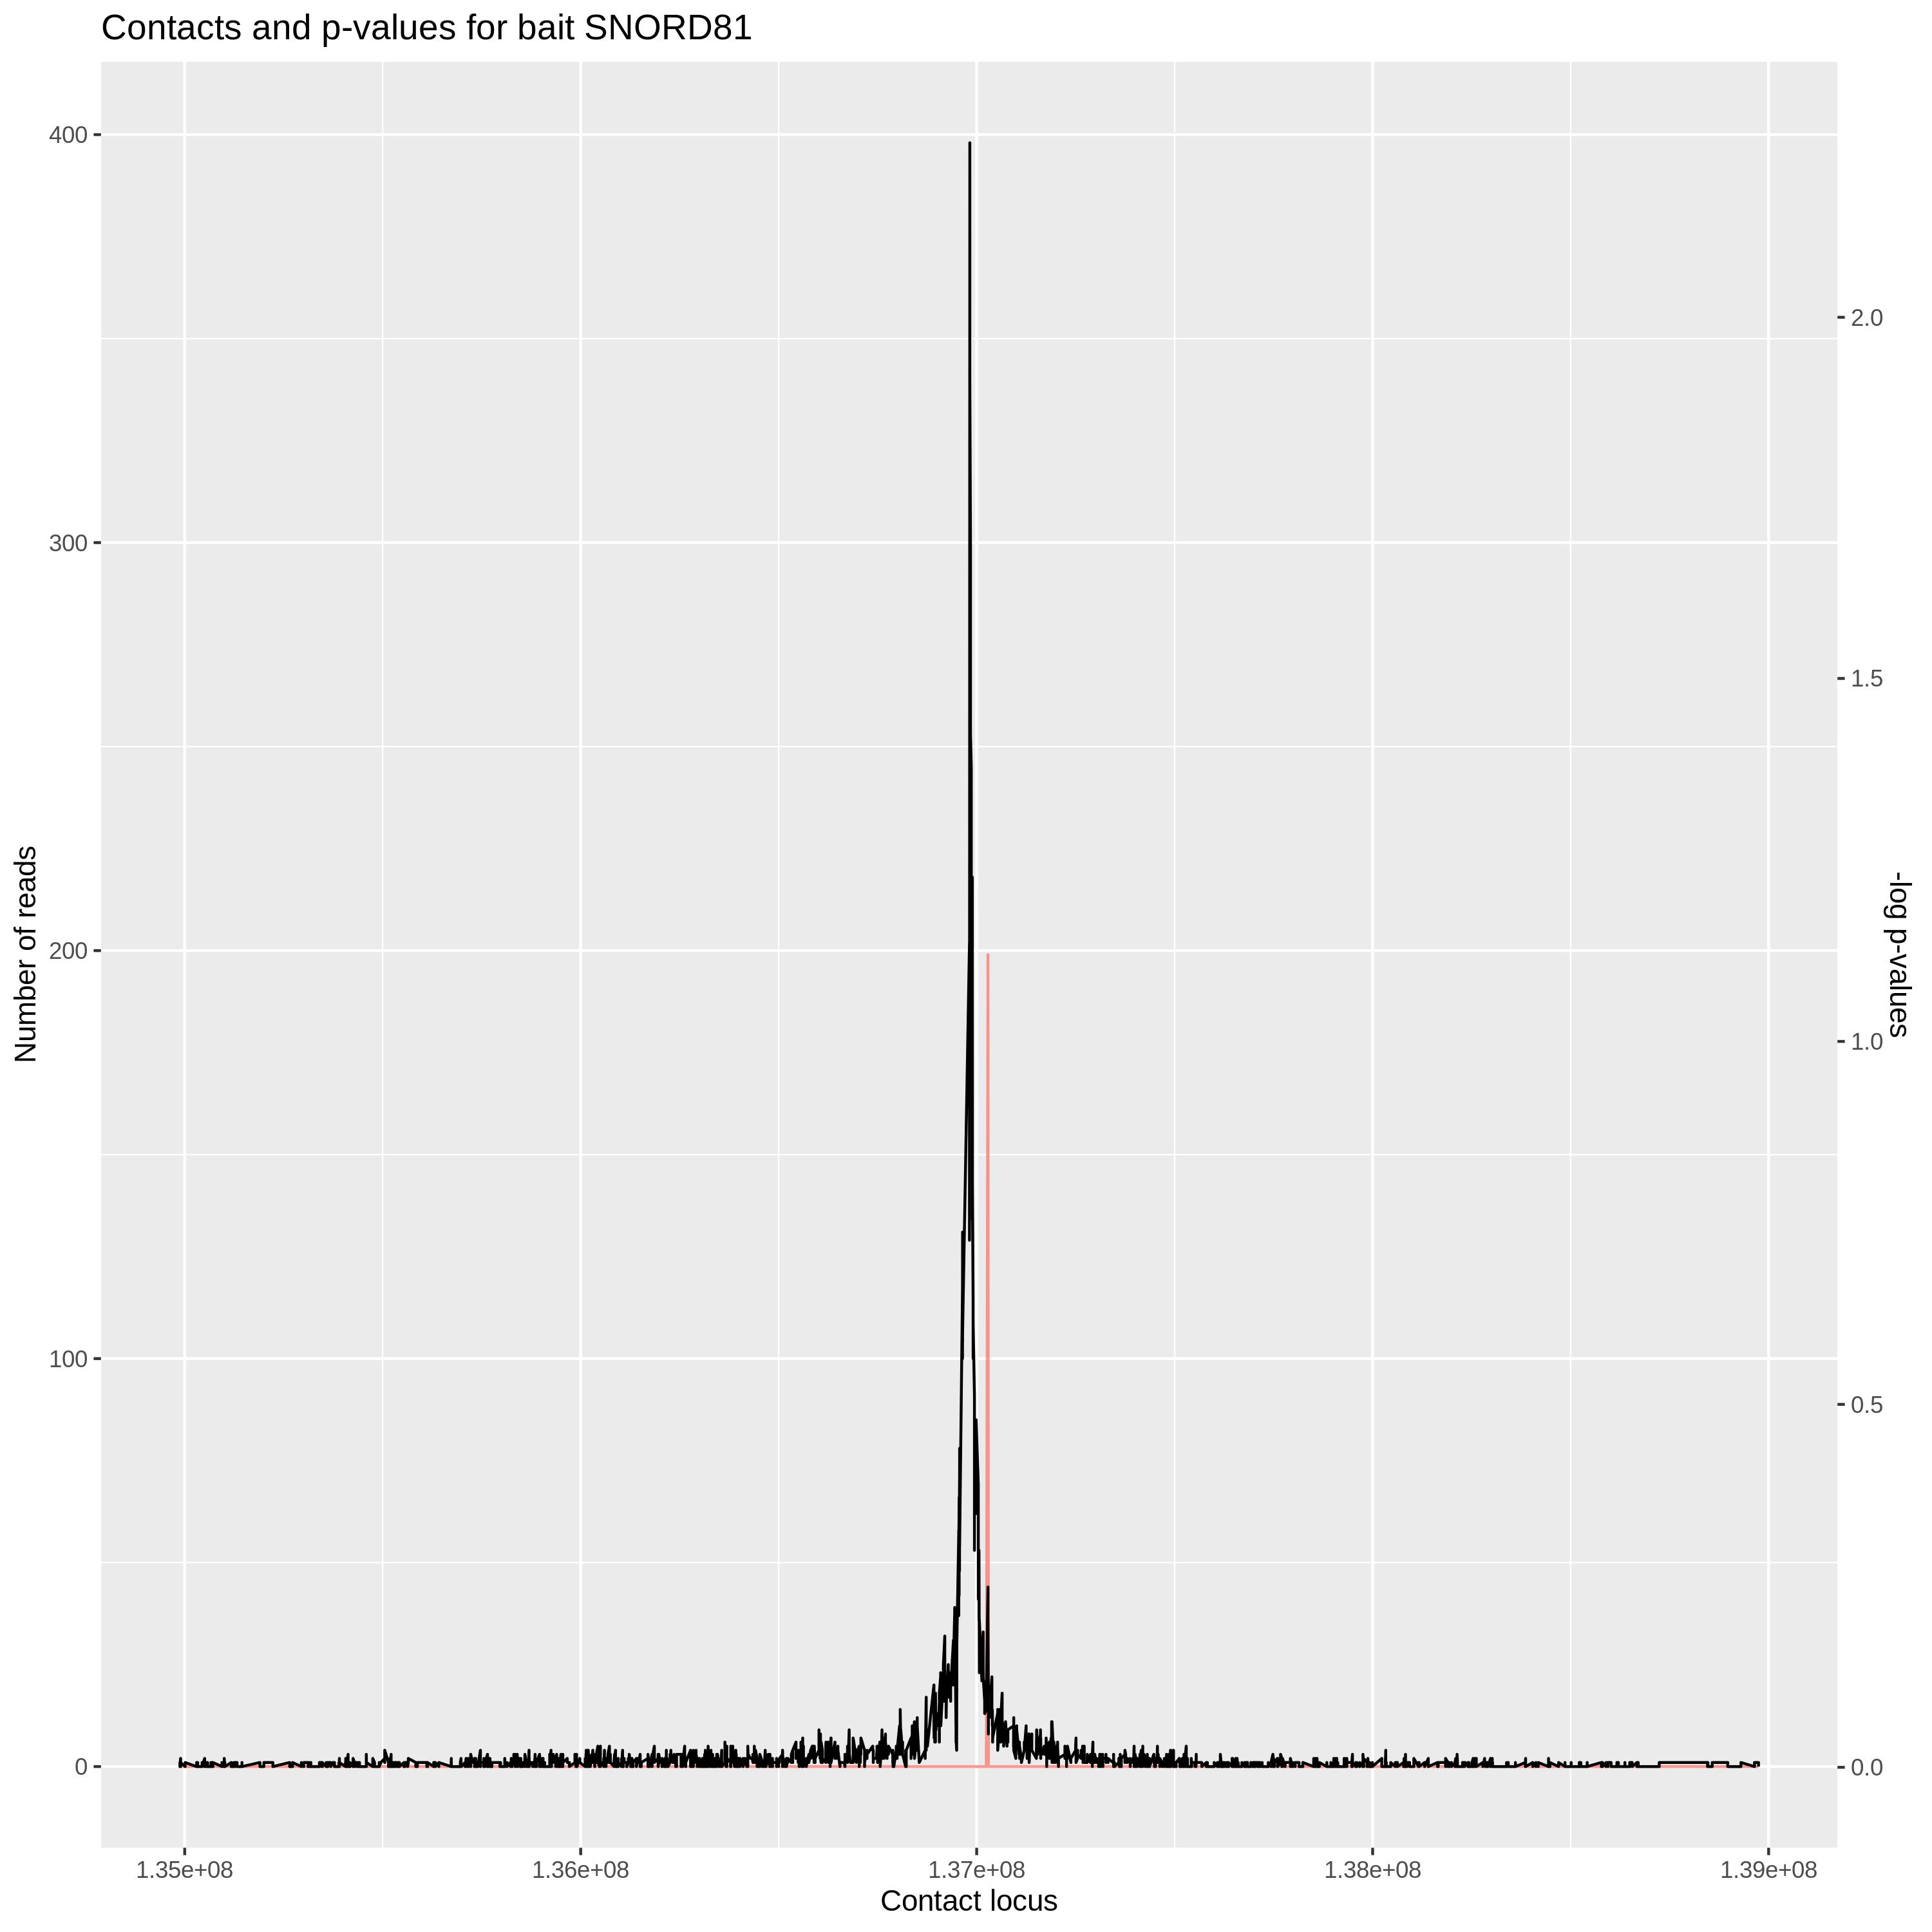 Contacts and p-values for bait SNORD81
400
300
200
100
0
Number of reads
2.0
1.5
1.0
0.5
0.0
-log p-values
1.35e+08
1.36e+08
1.37e+08
1.38e+08
1.39e+08
Contact locus